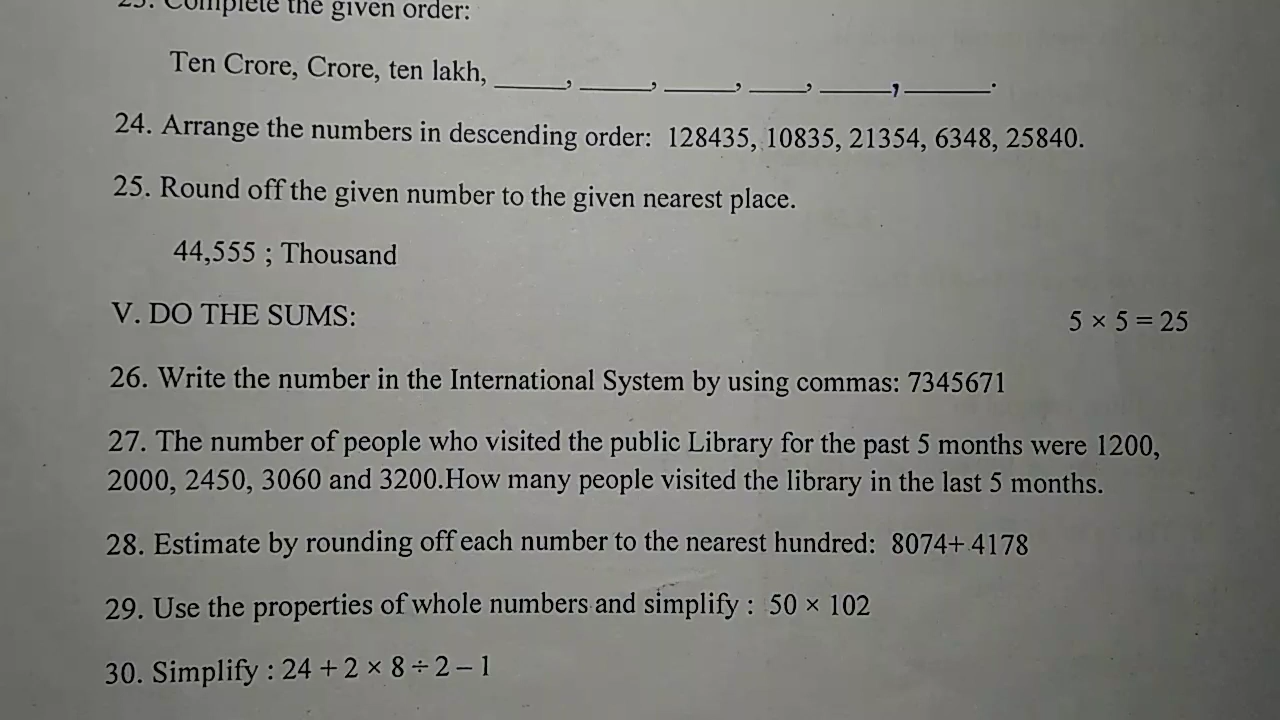 23. Complete the given order:
Ten Crore, Crore, ten lakh, _____, _____, _____, ____, _____, ______.
24. Arrange the numbers in descending order: 128435, 10835, 21354, 6348, 25840.
25. Round off the given number to the given nearest place.
44,555 ; Thousand
V. DO THE SUMS: 5 × 5 = 25
26. Write the number in the International System by using commas: 7345671
27. The number of people who visited the public Library for the past 5 months were 1200,
2000, 2450, 3060 and 3200.How many people visited the library in the last 5 months.
28. Estimate by rounding off each number to the nearest hundred: 8074+ 4178
29. Use the properties of whole numbers and simplify : 50 × 102
30. Simplify : 24 + 2 × 8 ÷ 2 – 1